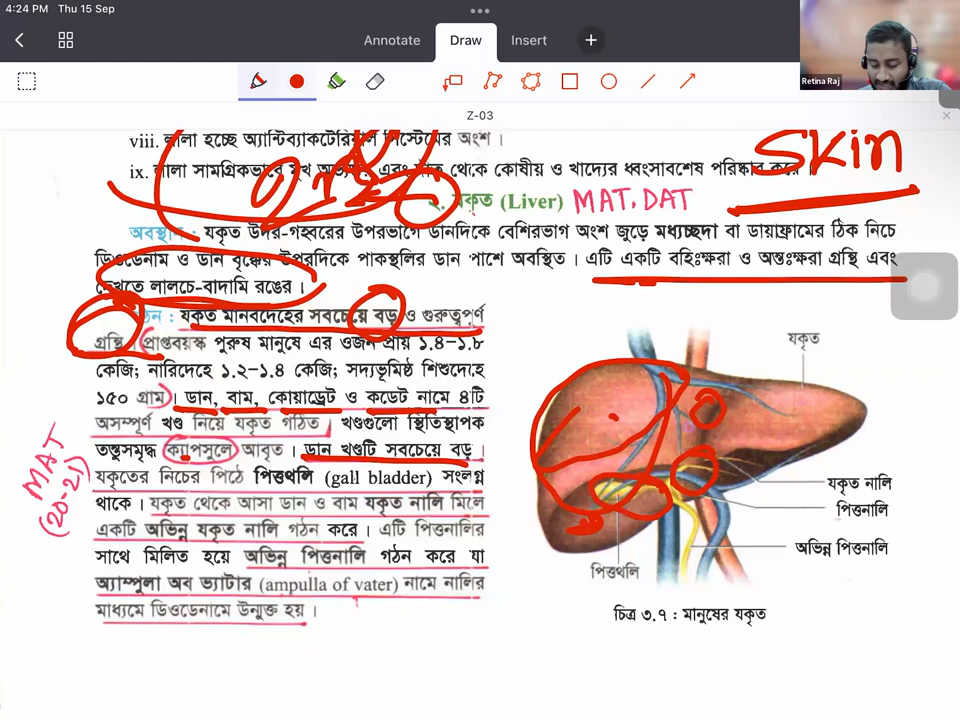 4:24 PM Thu 15 Sep
Annotate Draw Insert
Retina Raj
Z-03
viii. লালা হচ্ছে অ্যান্টিব্যাকটেরিয়াল সিস্টেমের অংশ।
ix. লালা সামগ্রিকভাবে মুখ এবং থেকে কোষীয় ও খাদ্যের ধ্বংসাবশেষ পরিষ্কার করে।
Skin
২. যকৃত (Liver) MAT, DAT
অবস্থান : যকৃত উদর-গহ্বরের উপরভাগে ডানদিকে বেশিরভাগ অংশ জুড়ে মধ্যচ্ছদা বা ডায়াফ্রামের ঠিক নিচে
ডিওডেনাম ও ডান বৃক্কের উপরদিকে পাকস্থলির ডান পাশে অবস্থিত। এটি একটি বহিঃক্ষরা ও অন্তঃক্ষরা গ্রন্থি এবং
দেখতে লালচে-বাদামি রঙের।
গঠন : যকৃত মানবদেহের সবচেয়ে বড় ও গুরুত্বপূর্ণ
গ্রন্থি। প্রাপ্তবয়স্ক পুরুষ মানুষে এর ওজন প্রায় ১.৪–১.৮
কেজি; নারিদেহে ১.২–১.৪ কেজি; সদ্যভূমিষ্ঠ শিশুদেহে
১৫০ গ্রাম। ডান, বাম, কোয়াড্রেট ও কডেট নামে ৪টি
অসম্পূর্ণ খণ্ড নিয়ে যকৃত গঠিত। খণ্ডগুলো স্থিতিস্থাপক
তন্তুসমৃদ্ধ ক্যাপসুলে আবৃত। ডান খণ্ডটি সবচেয়ে বড়।
যকৃতের নিচের পিঠে পিত্তথলি (gall bladder) সংলগ্ন
থাকে। যকৃত থেকে আসা ডান ও বাম যকৃত নালি মিলে
একটি অভিন্ন যকৃত নালি গঠন করে। এটি পিত্তনালির
সাথে মিলিত হয়ে অভিন্ন পিত্তনালি গঠন করে যা
অ্যাম্পুলা অব ভ্যাটার (ampulla of vater) নামে নালির
মাধ্যমে ডিওডেনামে উন্মুক্ত হয়।
MAT
(20-21)
যকৃত
যকৃত নালি
পিত্তনালি
অভিন্ন পিত্তনালি
পিত্তথলি
চিত্র ৩.৭ : মানুষের যকৃত